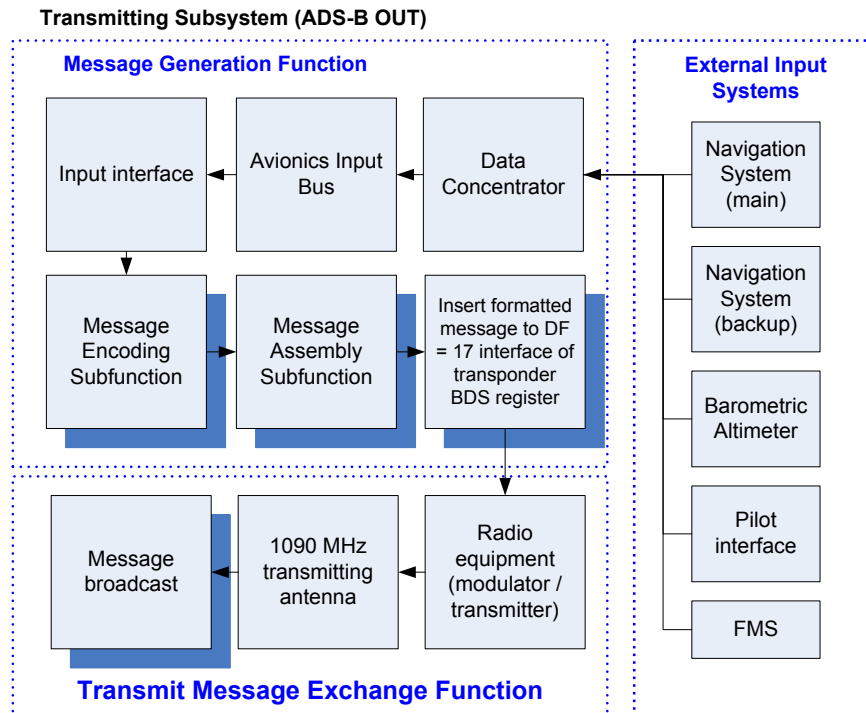 Transmitting Subsystem (ADS-B OUT)
Message Generation Function
Input interface
Avionics Input
Bus
Data
Concentrator
Message
Encoding
Subfunction
Message
Assembly
Subfunction
Insert formatted
message to DF
= 17 interface of
transponder
BDS register
Message
broadcast
1090 MHz
transmitting
antenna
Radio
equipment
(modulator /
transmitter)
Transmit Message Exchange Function
External Input
Systems
Navigation
System
(main)
Navigation
System
(backup)
Barometric
Altimeter
Pilot
interface
FMS